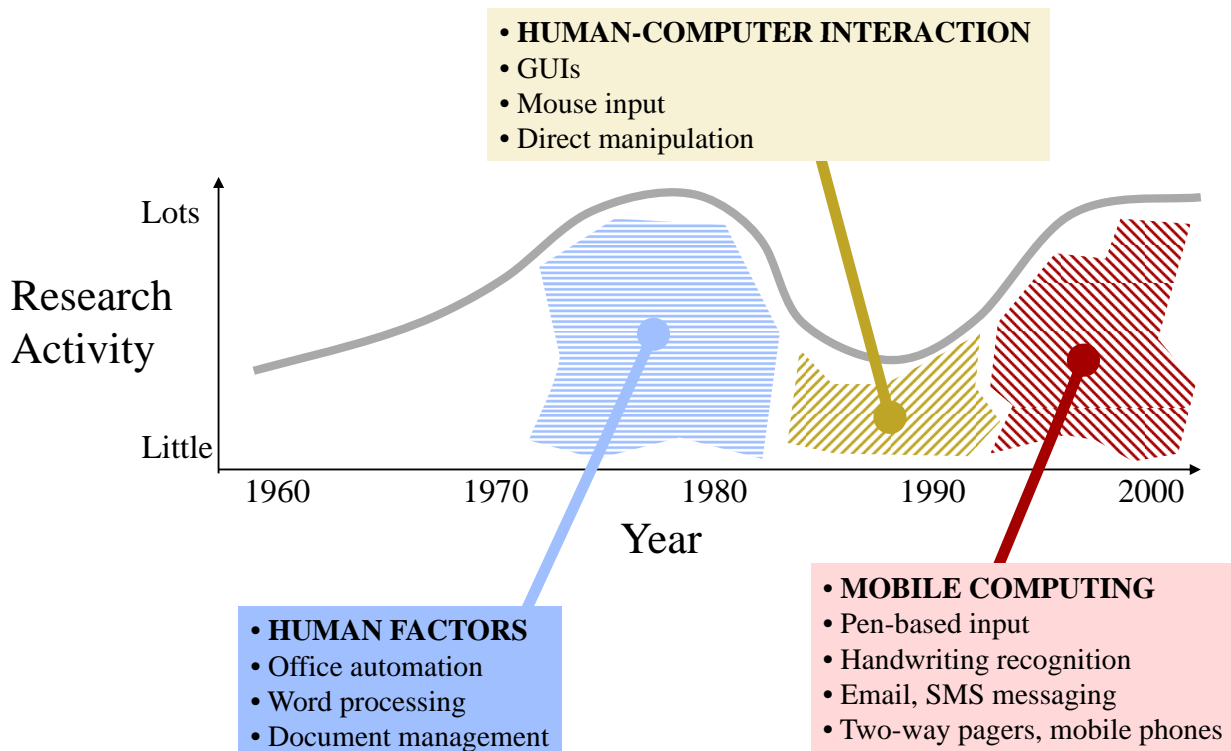 • HUMAN-COMPUTER INTERACTION
• GUIs
• Mouse input
• Direct manipulation
Lots
Research
Activity
Little
1960 1970 1980 1990 2000
Year
• HUMAN FACTORS
• Office automation
• Word processing
• Document management
• MOBILE COMPUTING
• Pen-based input
• Handwriting recognition
• Email, SMS messaging
• Two-way pagers, mobile phones